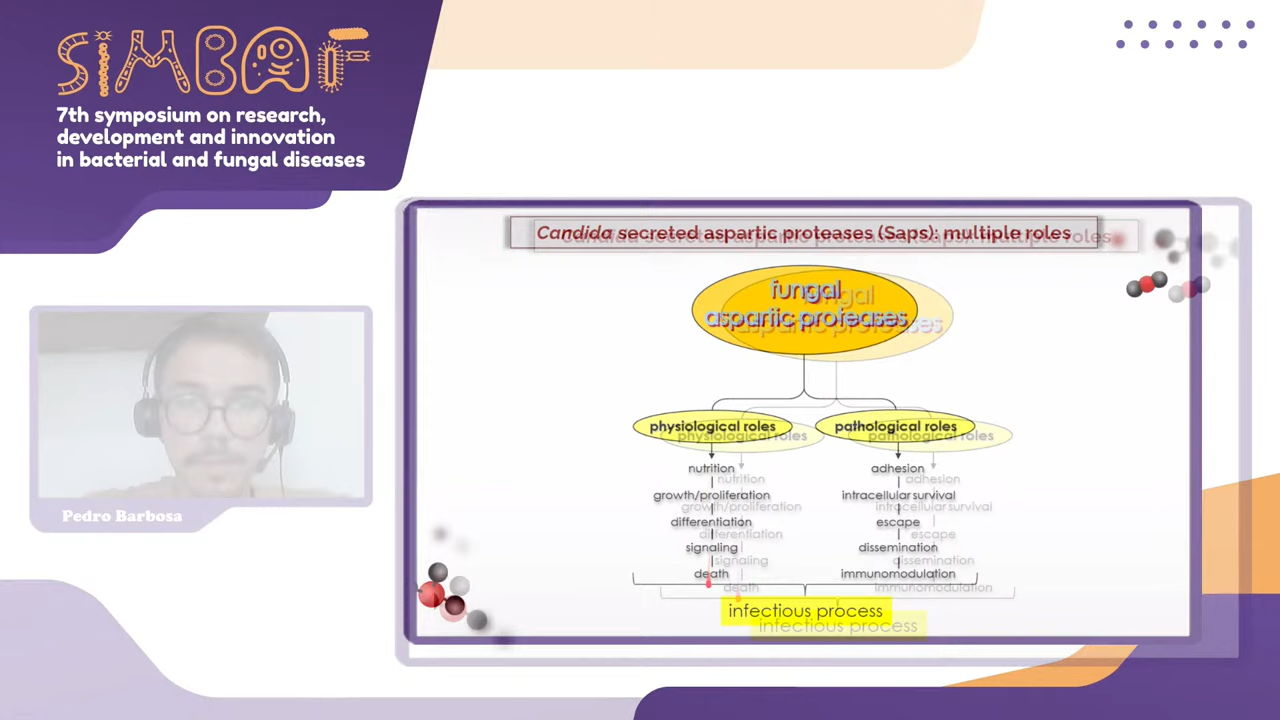 SIMBAF
7th symposium on research,
development and innovation
in bacterial and fungal diseases
Candida secreted aspartic proteases (Saps): multiple roles
fungal
aspartic proteases
physiological roles
pathological roles
nutrition
adhesion
growth/proliferation
intracellular survival
differentiation
escape
signaling
dissemination
death
immunomodulation
infectious process
Pedro Barbosa